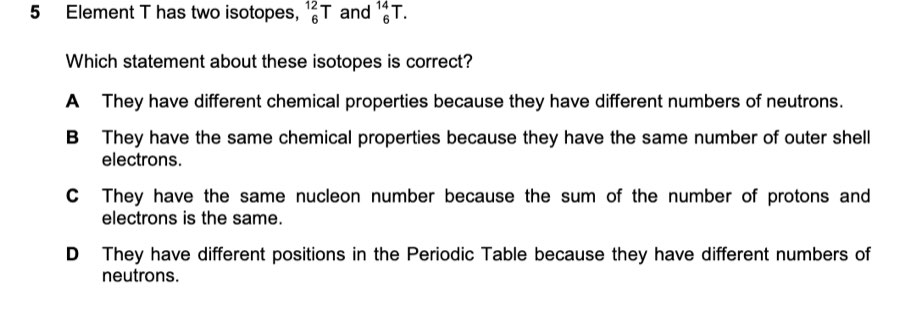 5 Element T has two isotopes, ¹²₆T and ¹⁴₆T.
Which statement about these isotopes is correct?
A They have different chemical properties because they have different numbers of neutrons.
B They have the same chemical properties because they have the same number of outer shell
electrons.
C They have the same nucleon number because the sum of the number of protons and
electrons is the same.
D They have different positions in the Periodic Table because they have different numbers of
neutrons.